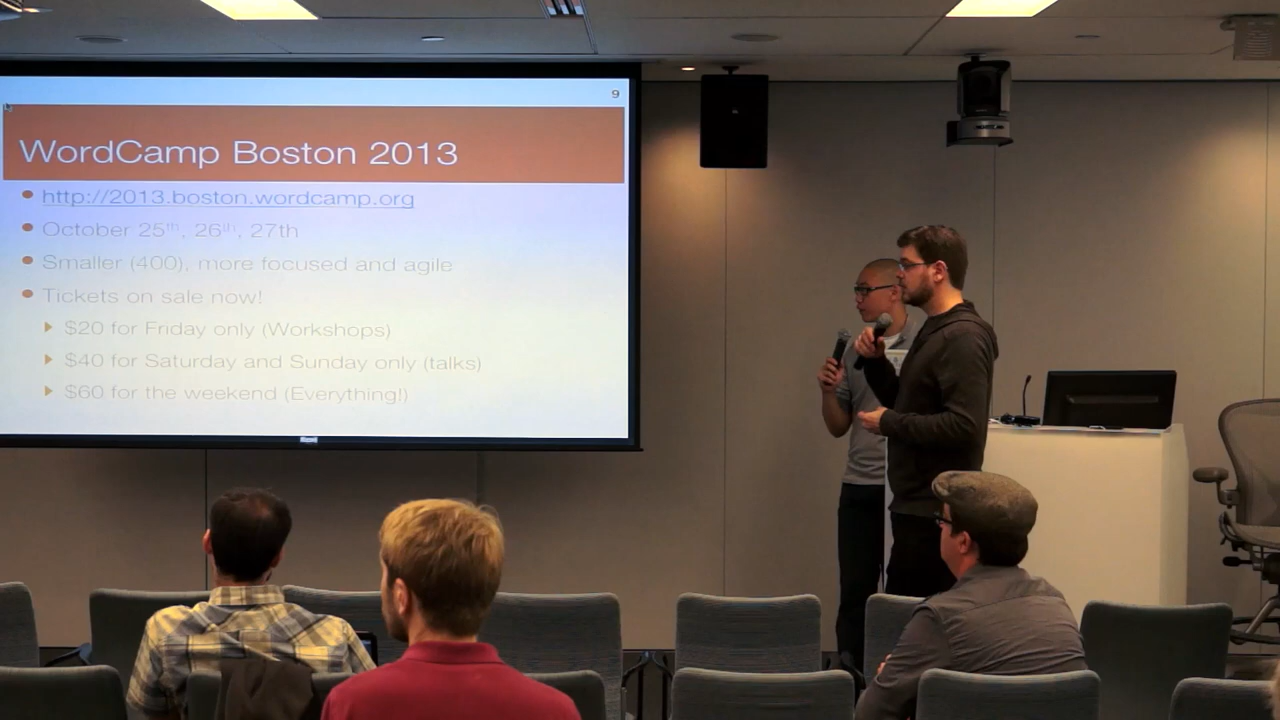 9
WordCamp Boston 2013
http://2013.boston.wordcamp.org
October 25th, 26th, 27th
Smaller (400), more focused and agile
Tickets on sale now!
$20 for Friday only (Workshops)
$40 for Saturday and Sunday only (talks)
$60 for the weekend (Everything!)